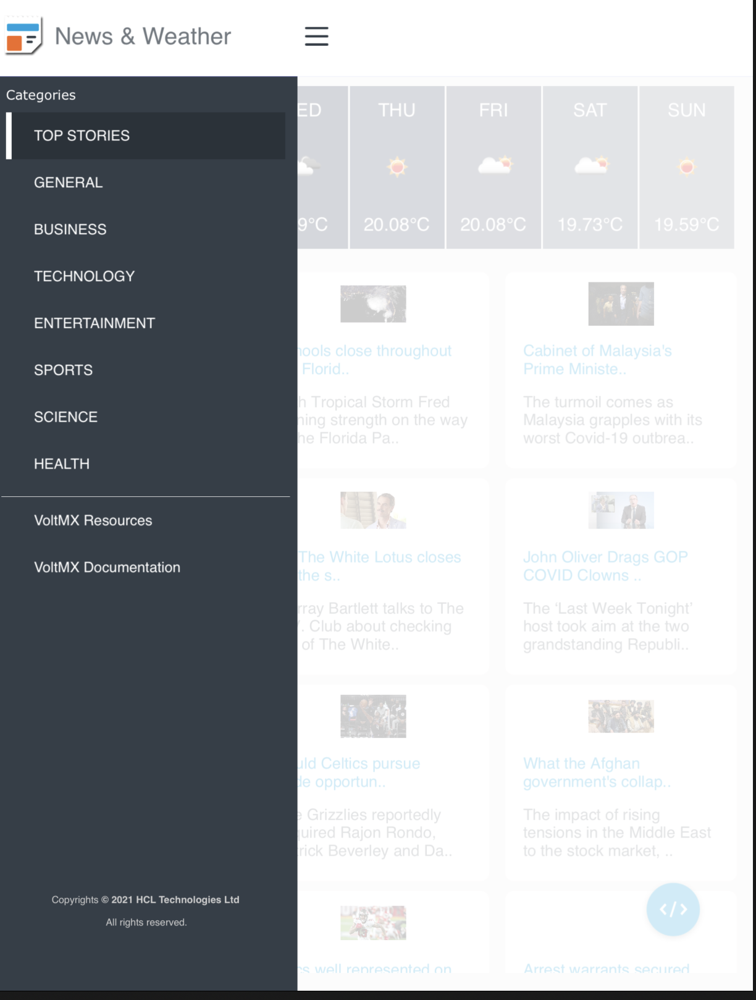 News & Weather
Categories
TOP STORIES
GENERAL
BUSINESS
TECHNOLOGY
ENTERTAINMENT
SPORTS
SCIENCE
HEALTH
VoltMX Resources
VoltMX Documentation
Copyrights © 2021 HCL Technologies Ltd
All rights reserved.
ED THU FRI SAT SUN
9°C 20.08°C 20.08°C 19.73°C 19.59°C
hools close throughout
Florid..
h Tropical Storm Fred
ning strength on the way
he Florida Pa..
Cabinet of Malaysia's
Prime Ministe..
The turmoil comes as
Malaysia grapples with its
worst Covid-19 outbrea..
The White Lotus closes
the s..
rray Bartlett talks to The
. Club about checking
of The White..
John Oliver Drags GOP
COVID Clowns ..
The ‘Last Week Tonight’
host took aim at the two
grandstanding Republi..
uld Celtics pursue
de opportun..
e Grizzlies reportedly
quired Rajon Rondo,
trick Beverley and Da..
What the Afghan
government's collap..
The impact of rising
tensions in the Middle East
to the stock market, ..
</>
cs well represented on
Arrest warrants secured